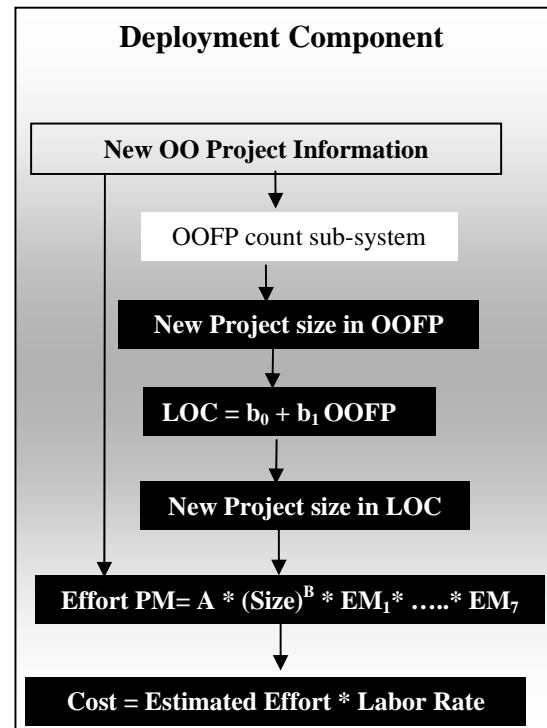 Deployment Component
New OO Project Information
OOFP count sub-system
New Project size in OOFP
LOC = b₀ + b₁ OOFP
New Project size in LOC
Effort PM= A * (Size)ᴮ * EM₁* …..* EM₇
Cost = Estimated Effort * Labor Rate